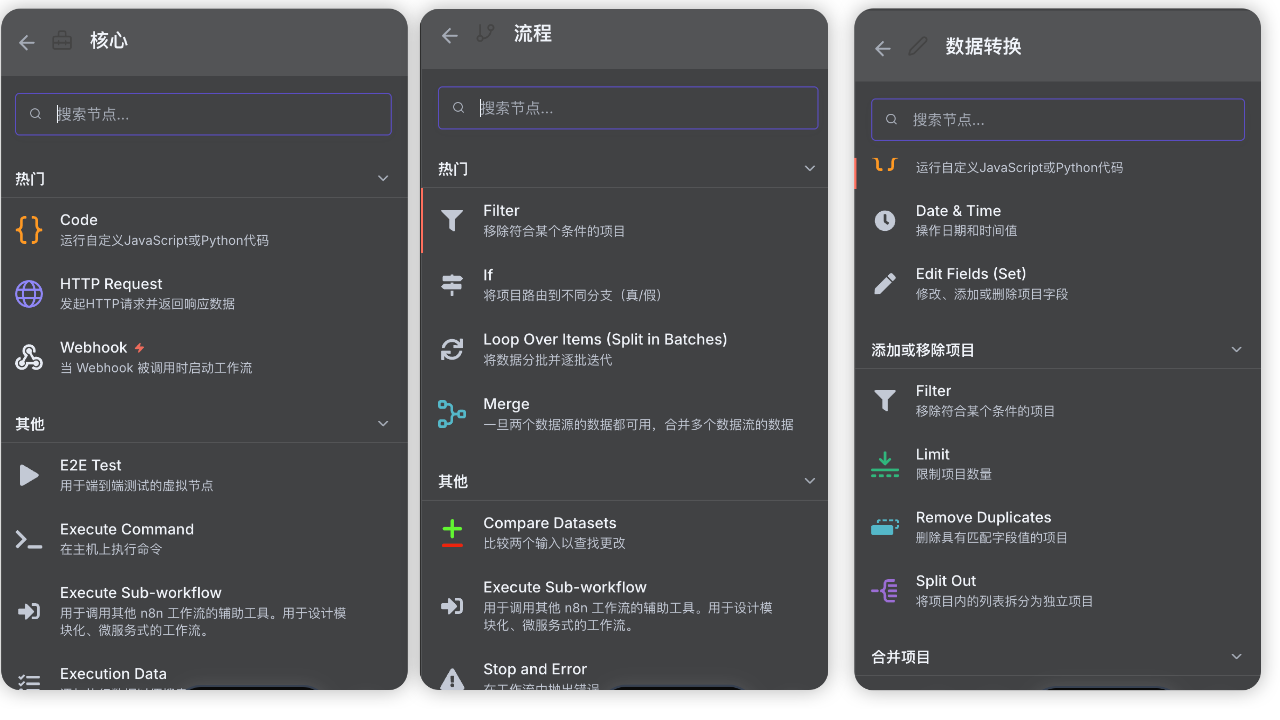 核心
搜索节点...
热门
Code
运行自定义JavaScript或Python代码
HTTP Request
发起HTTP请求并返回响应数据
Webhook
当 Webhook 被调用时启动工作流
其他
E2E Test
用于端到端测试的虚拟节点
Execute Command
在主机上执行命令
Execute Sub-workflow
用于调用其他 n8n 工作流的辅助工具。用于设计模
块化、微服务式的工作流。
Execution Data
流程
搜索节点...
热门
Filter
移除符合某个条件的项目
If
将项目路由到不同分支（真/假）
Loop Over Items (Split in Batches)
将数据分批并逐批迭代
Merge
一旦两个数据源的数据都可用，合并多个数据流的数据
其他
Compare Datasets
比较两个输入以查找更改
Execute Sub-workflow
用于调用其他 n8n 工作流的辅助工具。用于设计模
块化、微服务式的工作流。
Stop and Error
在工作流中抛出错误
数据转换
搜索节点...
运行自定义JavaScript或Python代码
Date & Time
操作日期和时间值
Edit Fields (Set)
修改、添加或删除项目字段
添加或移除项目
Filter
移除符合某个条件的项目
Limit
限制项目数量
Remove Duplicates
删除具有匹配字段值的项目
Split Out
将项目内的列表拆分为独立项目
合并项目